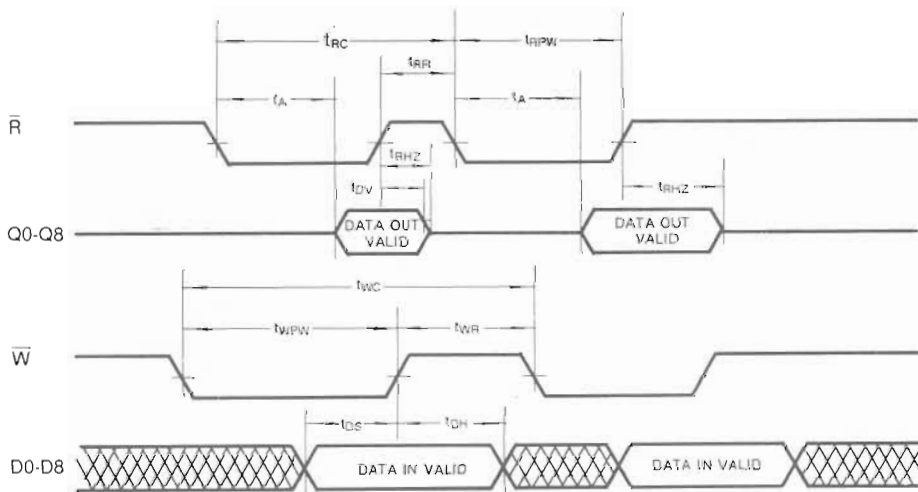 tRC
tRPW
tRR
tA
tA
R̅
tRHZ
tDV
tRHZ
Q0-Q8
DATA OUT
VALID
DATA OUT
VALID
tWC
tWPW
tWR
W̅
tDS
tDH
D0-D8
DATA IN VALID
DATA IN VALID